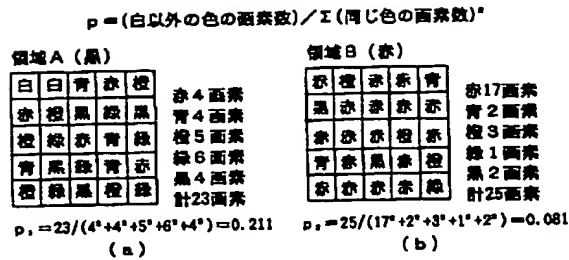 p=(白以外の色の画素数)/Σ(同じ色の画素数)²
領域A(黒)
白 白 青 赤 橙
赤 橙 黒 緑 黒
橙 緑 赤 青 緑
青 黒 緑 青 赤
橙 緑 黒 橙 緑
赤4画素
青4画素
橙5画素
緑6画素
黒4画素
計23画素
p=23/(4²+4²+5²+6²+4²)=0.211
(a)
領域B(赤)
赤 橙 赤 赤 青
黒 赤 赤 赤 赤
赤 赤 赤 橙 赤
青 赤 黒 赤 橙
赤 赤 赤 赤 緑
赤17画素
青2画素
橙3画素
緑1画素
黒2画素
計25画素
p=25/(17²+2²+3²+1²+2²)=0.081
(b)